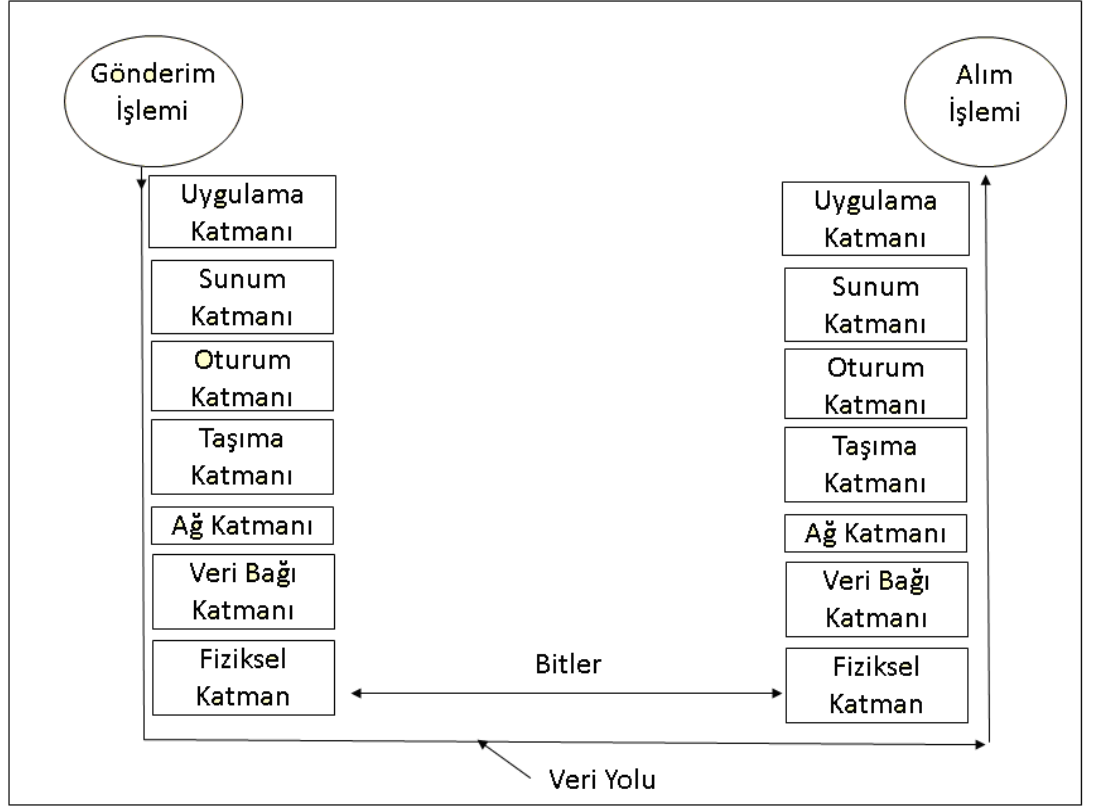 Gönderim
İşlemi
Uygulama
Katmanı
Sunum
Katmanı
Oturum
Katmanı
Taşıma
Katmanı
Ağ Katmanı
Veri Bağı
Katmanı
Fiziksel
Katman
Bitler
Veri Yolu
Alım
İşlemi
Uygulama
Katmanı
Sunum
Katmanı
Oturum
Katmanı
Taşıma
Katmanı
Ağ Katmanı
Veri Bağı
Katmanı
Fiziksel
Katman